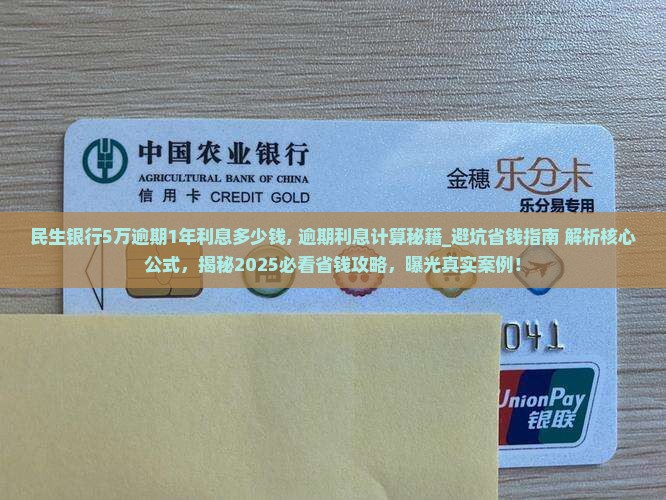 中国农业银行
AGRICULTURAL BANK OF CHINA
信用卡 CREDIT GOLD
金穗 乐分卡
乐分易专用
民生银行5万逾期1年利息多少钱, 逾期利息计算秘籍_避坑省钱指南 解析核心
公式，揭秘2025必看省钱攻略，曝光真实案例！
041
UnionPay
银联